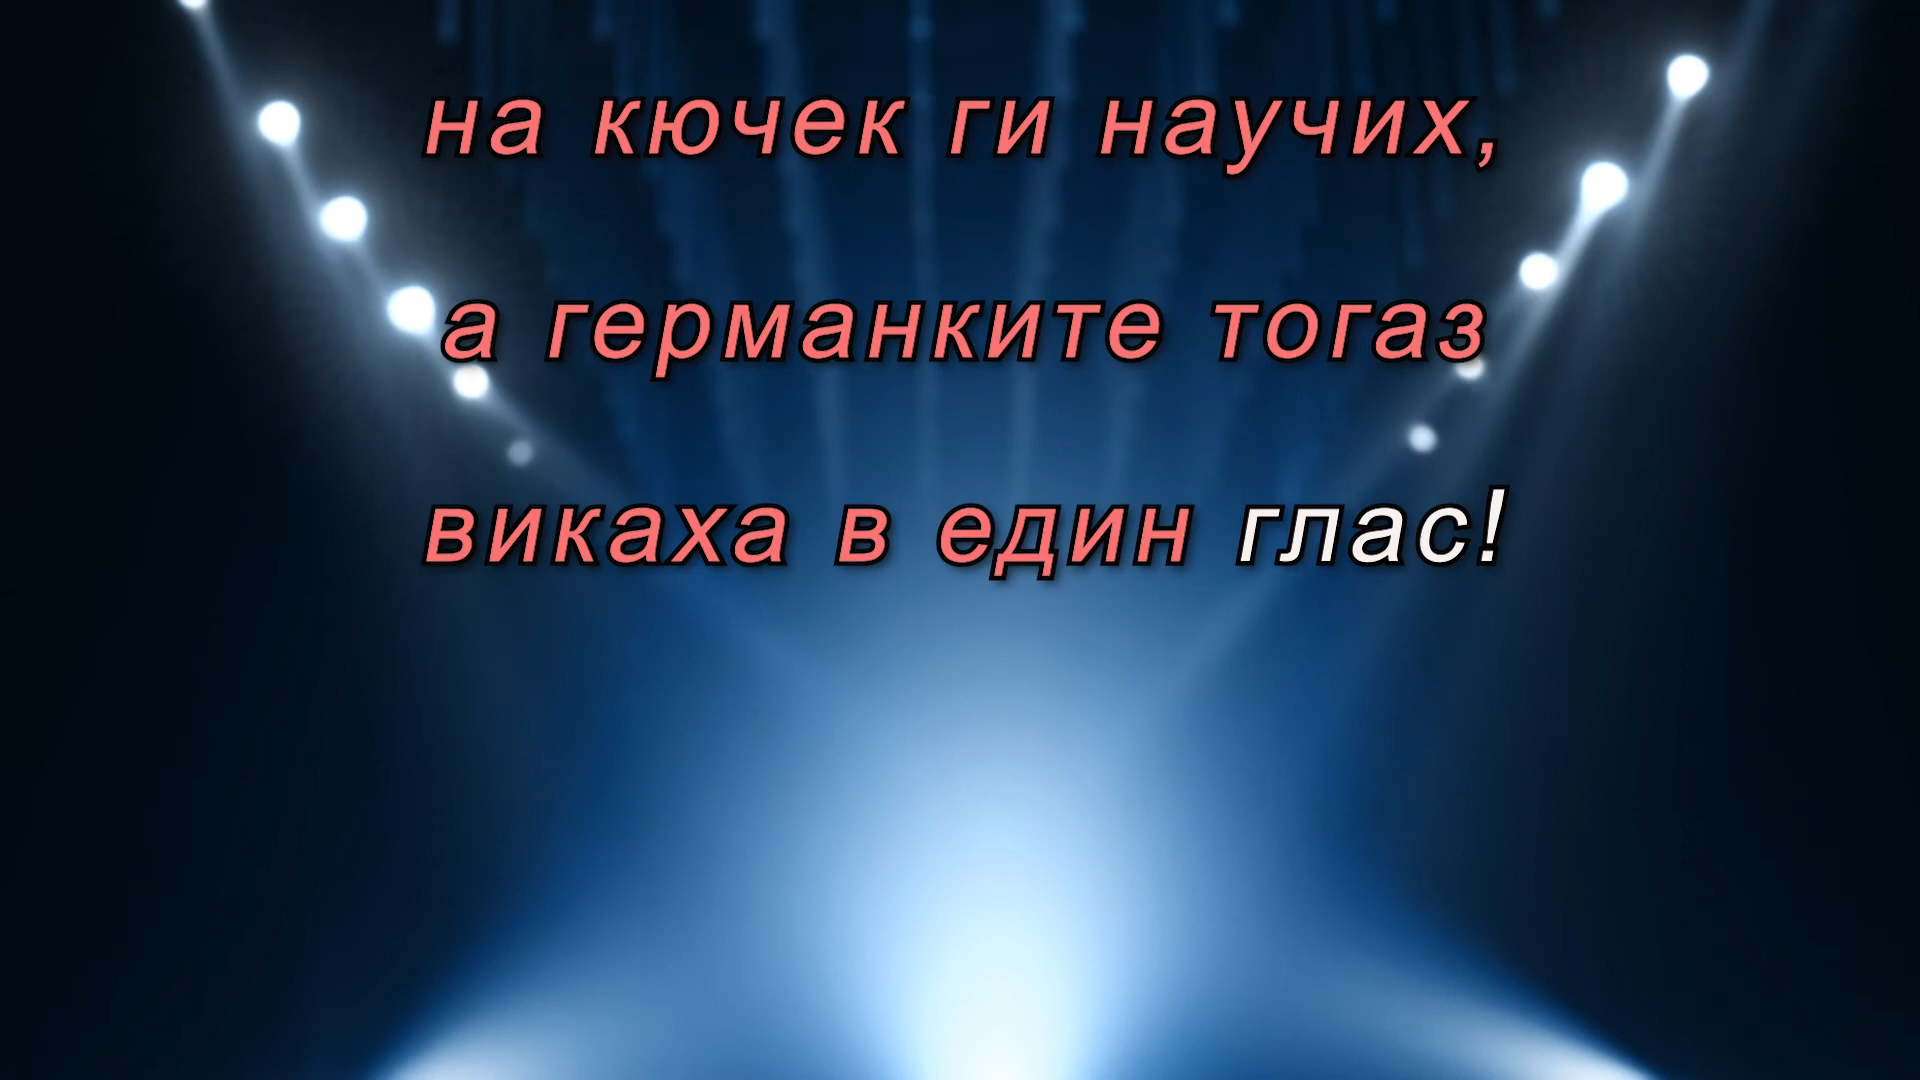 на кючек ги научих,
а германките тогаз
викаха в един глас!